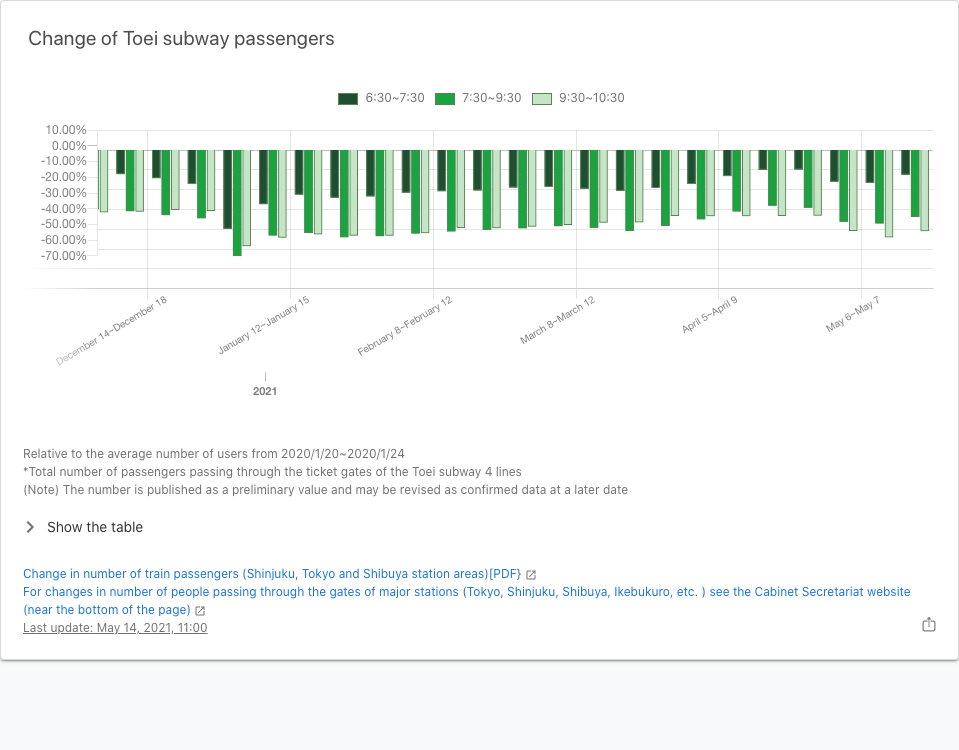 Change of Toei subway passengers
6:30~7:30 7:30~9:30 9:30~10:30
10.00%
0.00%
-10.00%
-20.00%
-30.00%
-40.00%
-50.00%
-60.00%
-70.00%
December 14~December 18
January 12~January 15
February 8~February 12
March 8~March 12
April 5~April 9
May 6~May 7
2021
Relative to the average number of users from 2020/1/20~2020/1/24
*Total number of passengers passing through the ticket gates of the Toei subway 4 lines
(Note) The number is published as a preliminary value and may be revised as confirmed data at a later date
Show the table
Change in number of train passengers (Shinjuku, Tokyo and Shibuya station areas)[PDF}
For changes in number of people passing through the gates of major stations (Tokyo, Shinjuku, Shibuya, Ikebukuro, etc. ) see the Cabinet Secretariat website
(near the bottom of the page)
Last update: May 14, 2021, 11:00